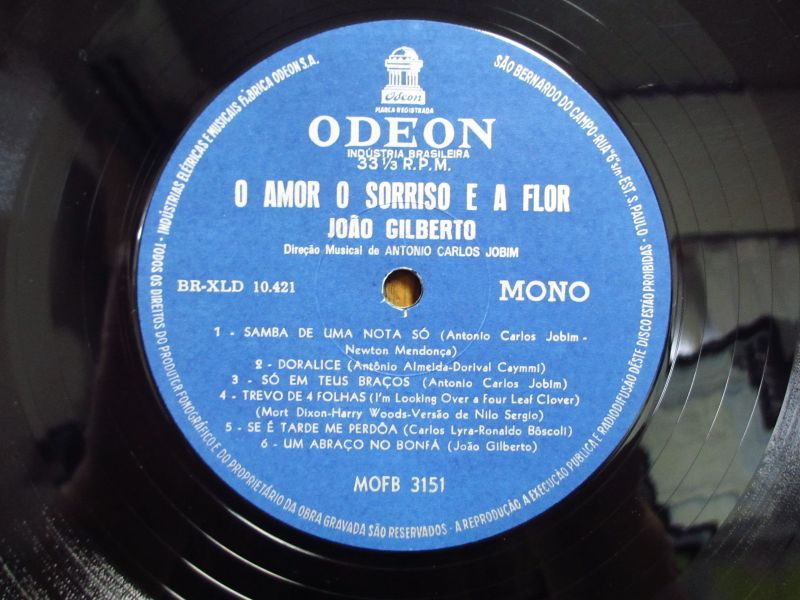 Odeon
MARCA REGISTRADA
ODEON
INDÚSTRIA BRASILEIRA
33 1/3 R.P.M.
O AMOR O SORRISO E A FLOR
JOÃO GILBERTO
Direção Musical de ANTONIO CARLOS JOBIM
BR-XLD 10.421
MONO
1 - SAMBA DE UMA NOTA SÓ (Antonio Carlos Jobim -
Newton Mendonça)
2 - DORALICE (Antônio Almeida-Dorival Caymmi)
3 - SÓ EM TEUS BRAÇOS (Antonio Carlos Jobim)
4 - TREVO DE 4 FOLHAS (I'm Looking Over a Four Leaf Clover)
(Mort Dixon-Harry Woods-Versão de Nilo Sergio)
5 - SE É TARDE ME PERDÔA (Carlos Lyra-Ronaldo Bôscoli)
6 - UM ABRAÇO NO BONFÁ (João Gilberto)
MOFB 3151
INDÚSTRIAS ELÉTRICAS E MUSICAIS FÁBRICA ODEON S.A.
SÃO BERNARDO DO CAMPO-RUA "6" s/n-EST. S. PAULO
- TODOS OS DIREITOS DO PRODUTOR FONOGRÁFICO E DO PROPRIETÁRIO DA OBRA GRAVADA SÃO RESERVADOS - A REPRODUÇÃO A EXECUÇÃO PÚBLICA E RADIODIFUSÃO DESTE DISCO ESTÃO PROIBIDAS -